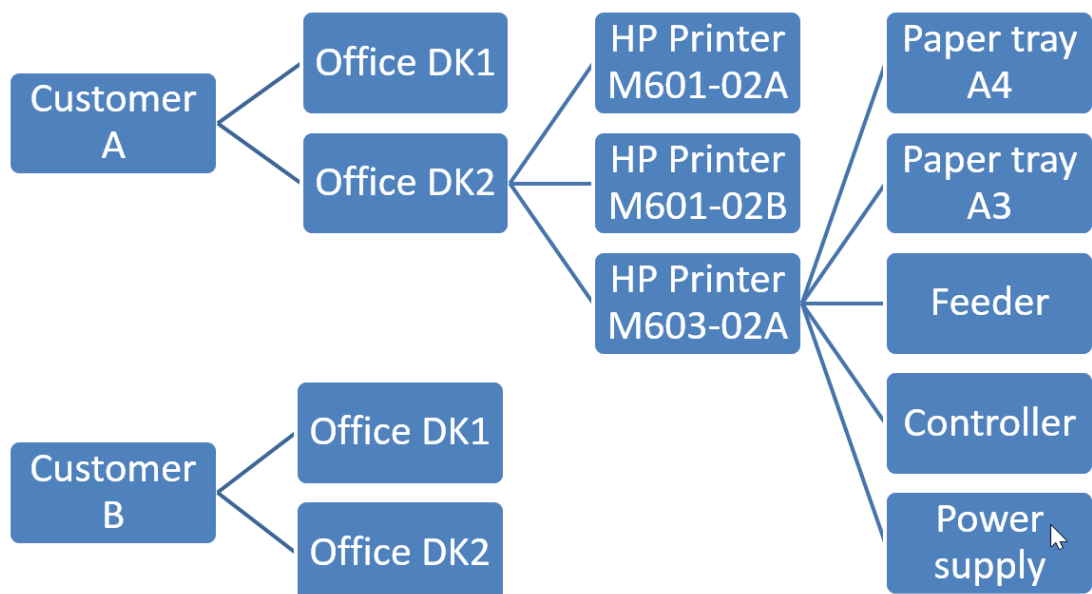 Customer
A
Office DK1
Office DK2
HP Printer
M601-02A
HP Printer
M601-02B
HP Printer
M603-02A
Paper tray
A4
Paper tray
A3
Feeder
Controller
Power
supply
Customer
B
Office DK1
Office DK2